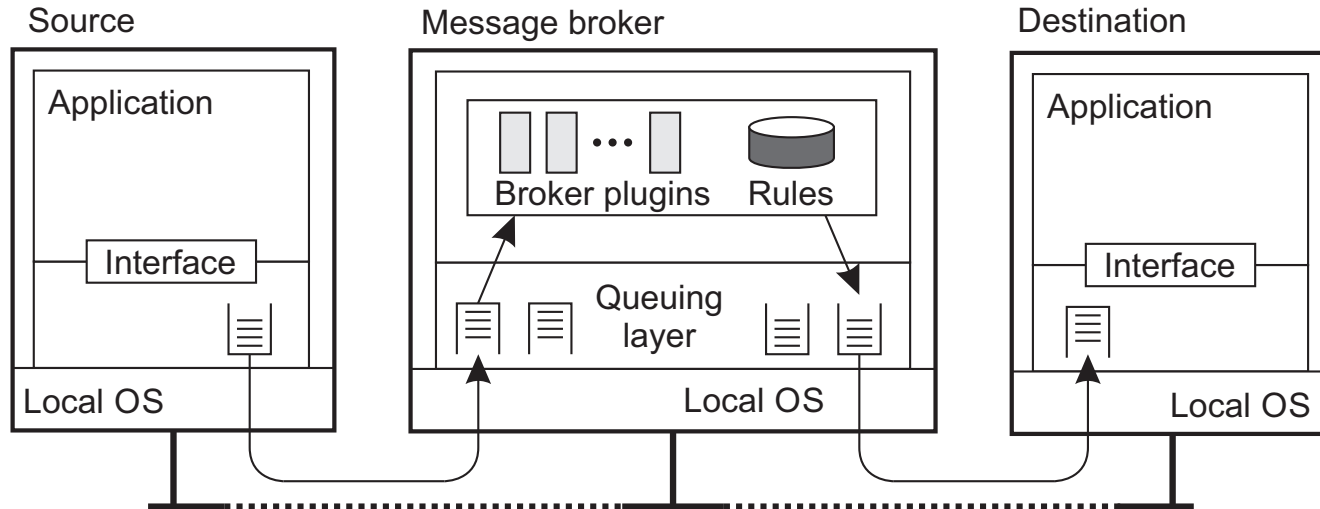 Source
Message broker
Destination
Application
Application
Broker plugins
Rules
Interface
Interface
Queuing
layer
Local OS
Local OS
Local OS